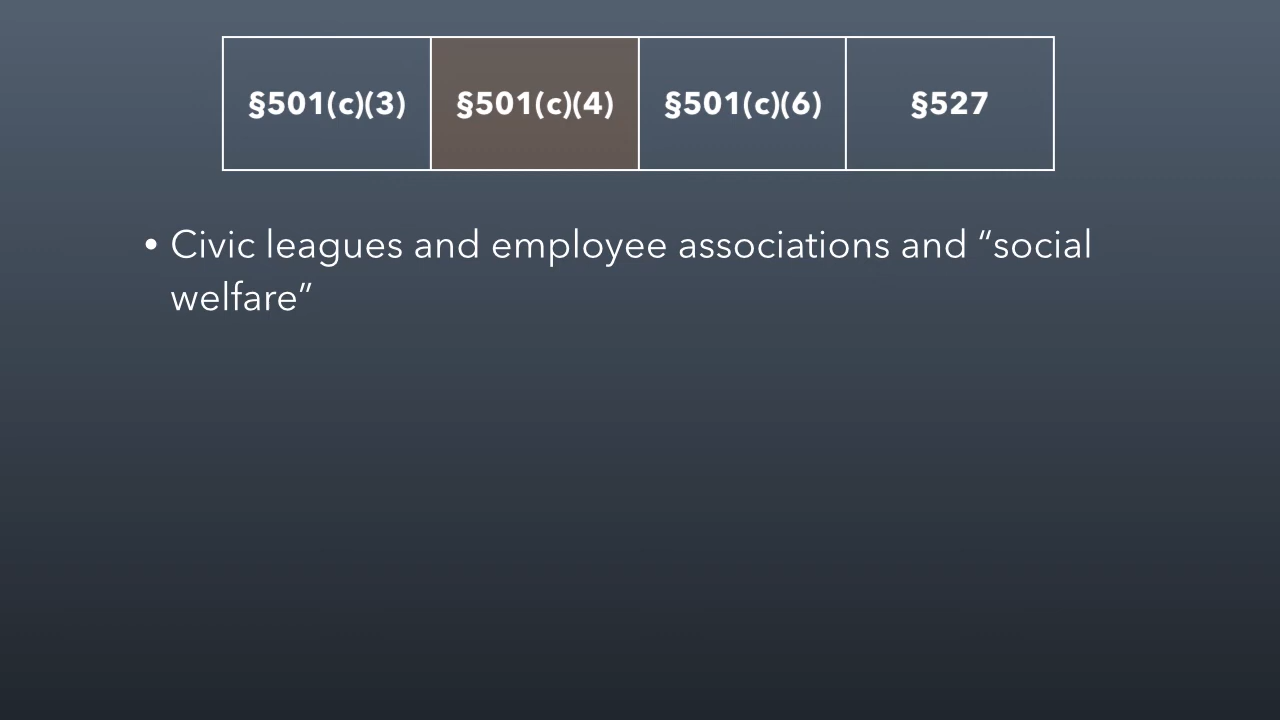 §501(c)(3) §501(c)(4) §501(c)(6) §527
• Civic leagues and employee associations and “social
welfare”